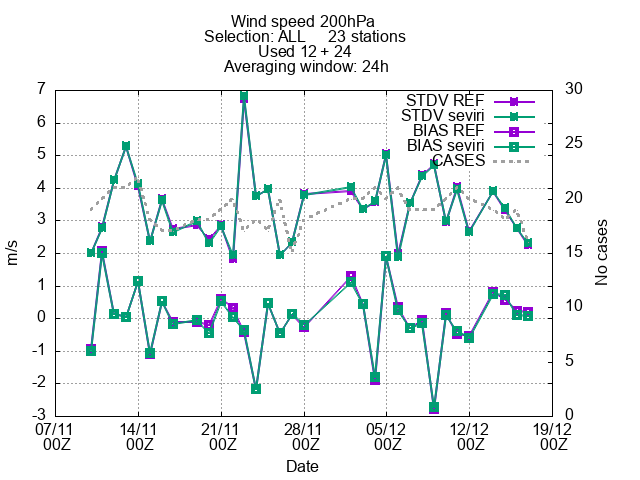 Wind speed 200hPa
Selection: ALL 23 stations
Used 12 + 24
Averaging window: 24h
STDV REF
STDV seviri
BIAS REF
BIAS seviri
CASES
7
6
5
4
3
2
1
0
-1
-2
-3
m/s
30
25
20
15
10
5
0
No cases
07/11 14/11 21/11 28/11 05/12 12/12 19/12
00Z 00Z 00Z 00Z 00Z 00Z 00Z
Date